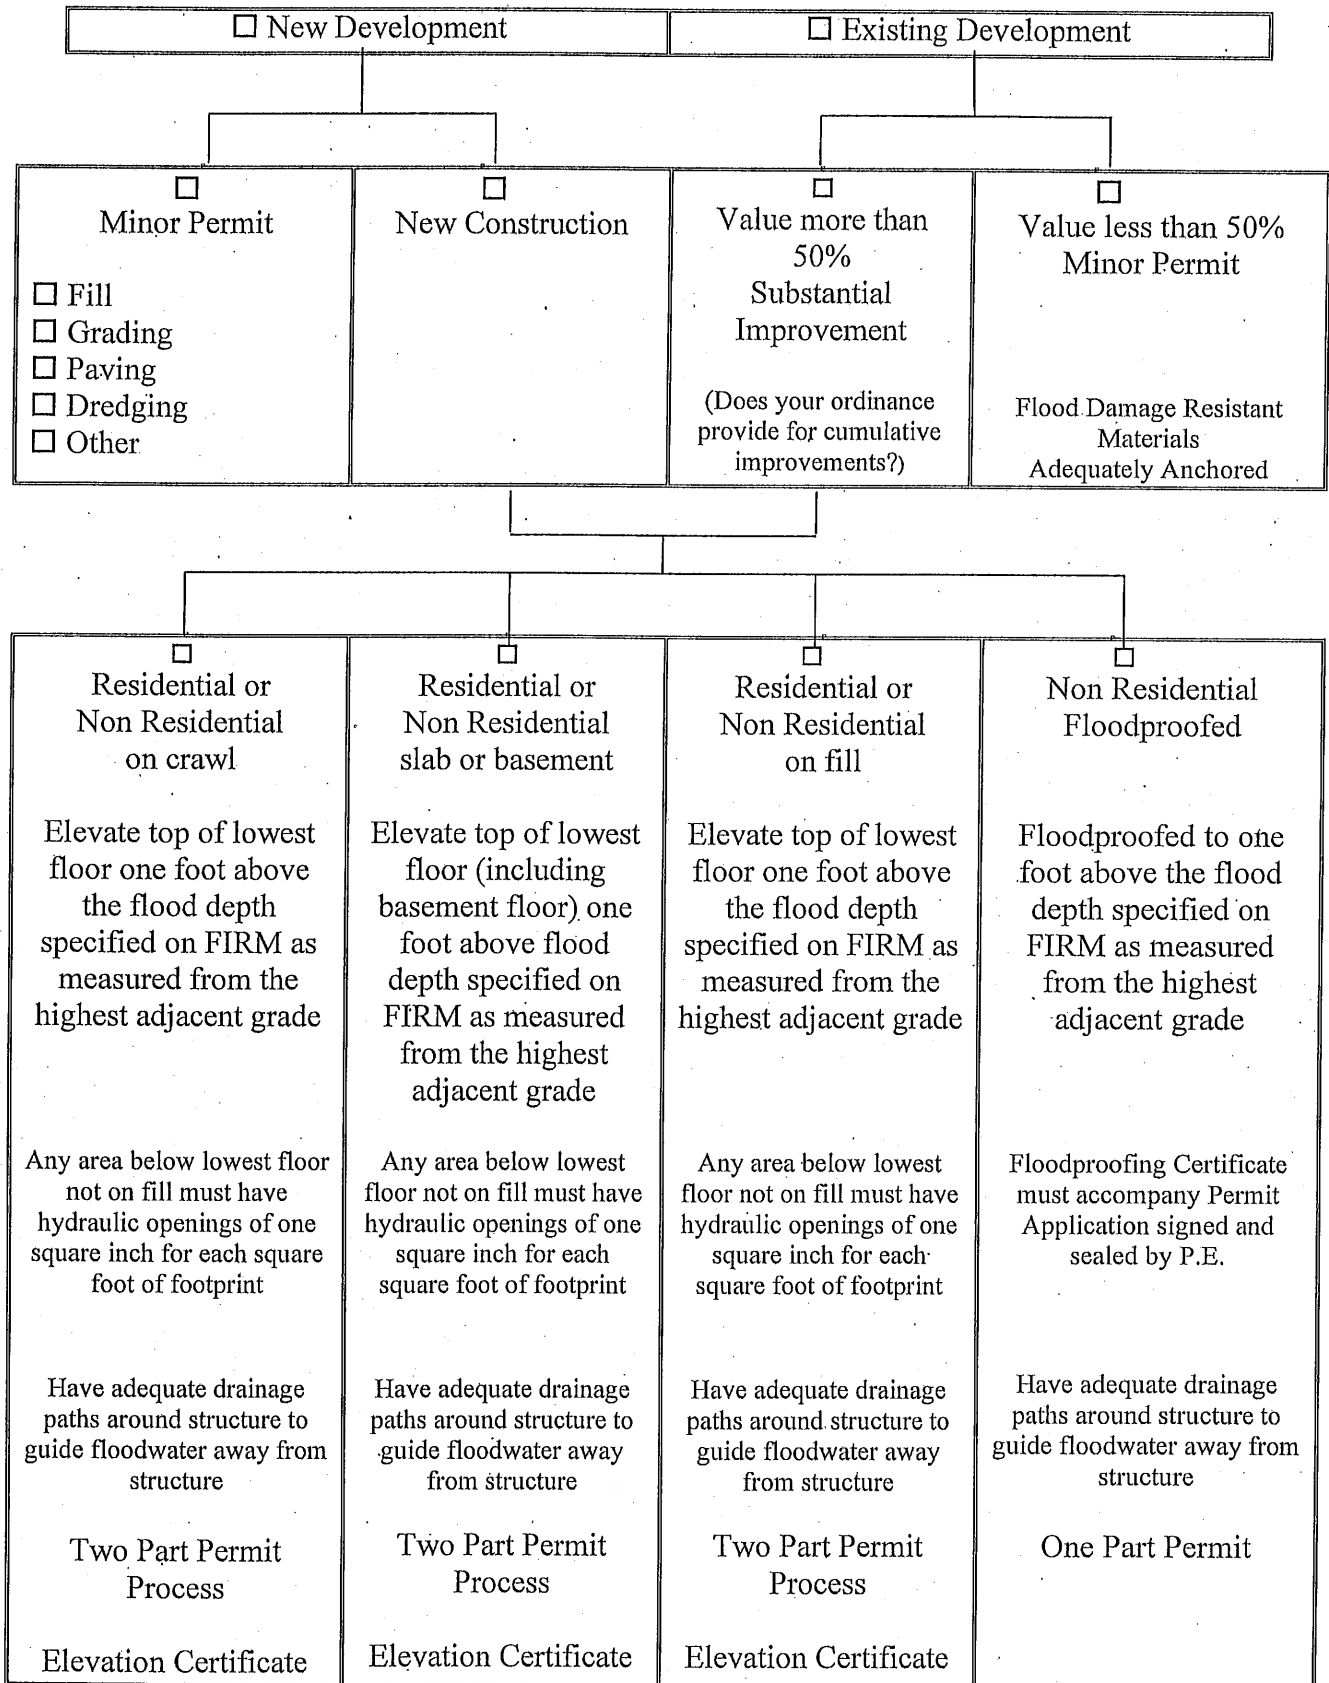 ☐ New Development
☐ Existing Development
☐
Minor Permit
☐ Fill
☐ Grading
☐ Paving
☐ Dredging
☐ Other
☐
New Construction
☐
Value more than
50%
Substantial
Improvement
(Does your ordinance
provide for cumulative
improvements?)
☐
Value less than 50%
Minor Permit
Flood Damage Resistant
Materials
Adequately Anchored
☐
Residential or
Non Residential
on crawl
Elevate top of lowest
floor one foot above
the flood depth
specified on FIRM as
measured from the
highest adjacent grade
Any area below lowest floor
not on fill must have
hydraulic openings of one
square inch for each square
foot of footprint
Have adequate drainage
paths around structure to
guide floodwater away from
structure
Two Part Permit
Process
Elevation Certificate
☐
Residential or
Non Residential
slab or basement
Elevate top of lowest
floor (including
basement floor) one
foot above flood
depth specified on
FIRM as measured
from the highest
adjacent grade
Any area below lowest
floor not on fill must have
hydraulic openings of one
square inch for each
square foot of footprint
Have adequate drainage
paths around structure to
guide floodwater away
from structure
Two Part Permit
Process
Elevation Certificate
☐
Residential or
Non Residential
on fill
Elevate top of lowest
floor one foot above
the flood depth
specified on FIRM as
measured from the
highest adjacent grade
Any area below lowest
floor not on fill must have
hydraulic openings of one
square inch for each
square foot of footprint
Have adequate drainage
paths around structure to
guide floodwater away
from structure
Two Part Permit
Process
Elevation Certificate
☐
Non Residential
Floodproofed
Floodproofed to one
foot above the flood
depth specified on
FIRM as measured
from the highest
adjacent grade
Floodproofing Certificate
must accompany Permit
Application signed and
sealed by P.E.
Have adequate drainage
paths around structure to
guide floodwater away from
structure
One Part Permit